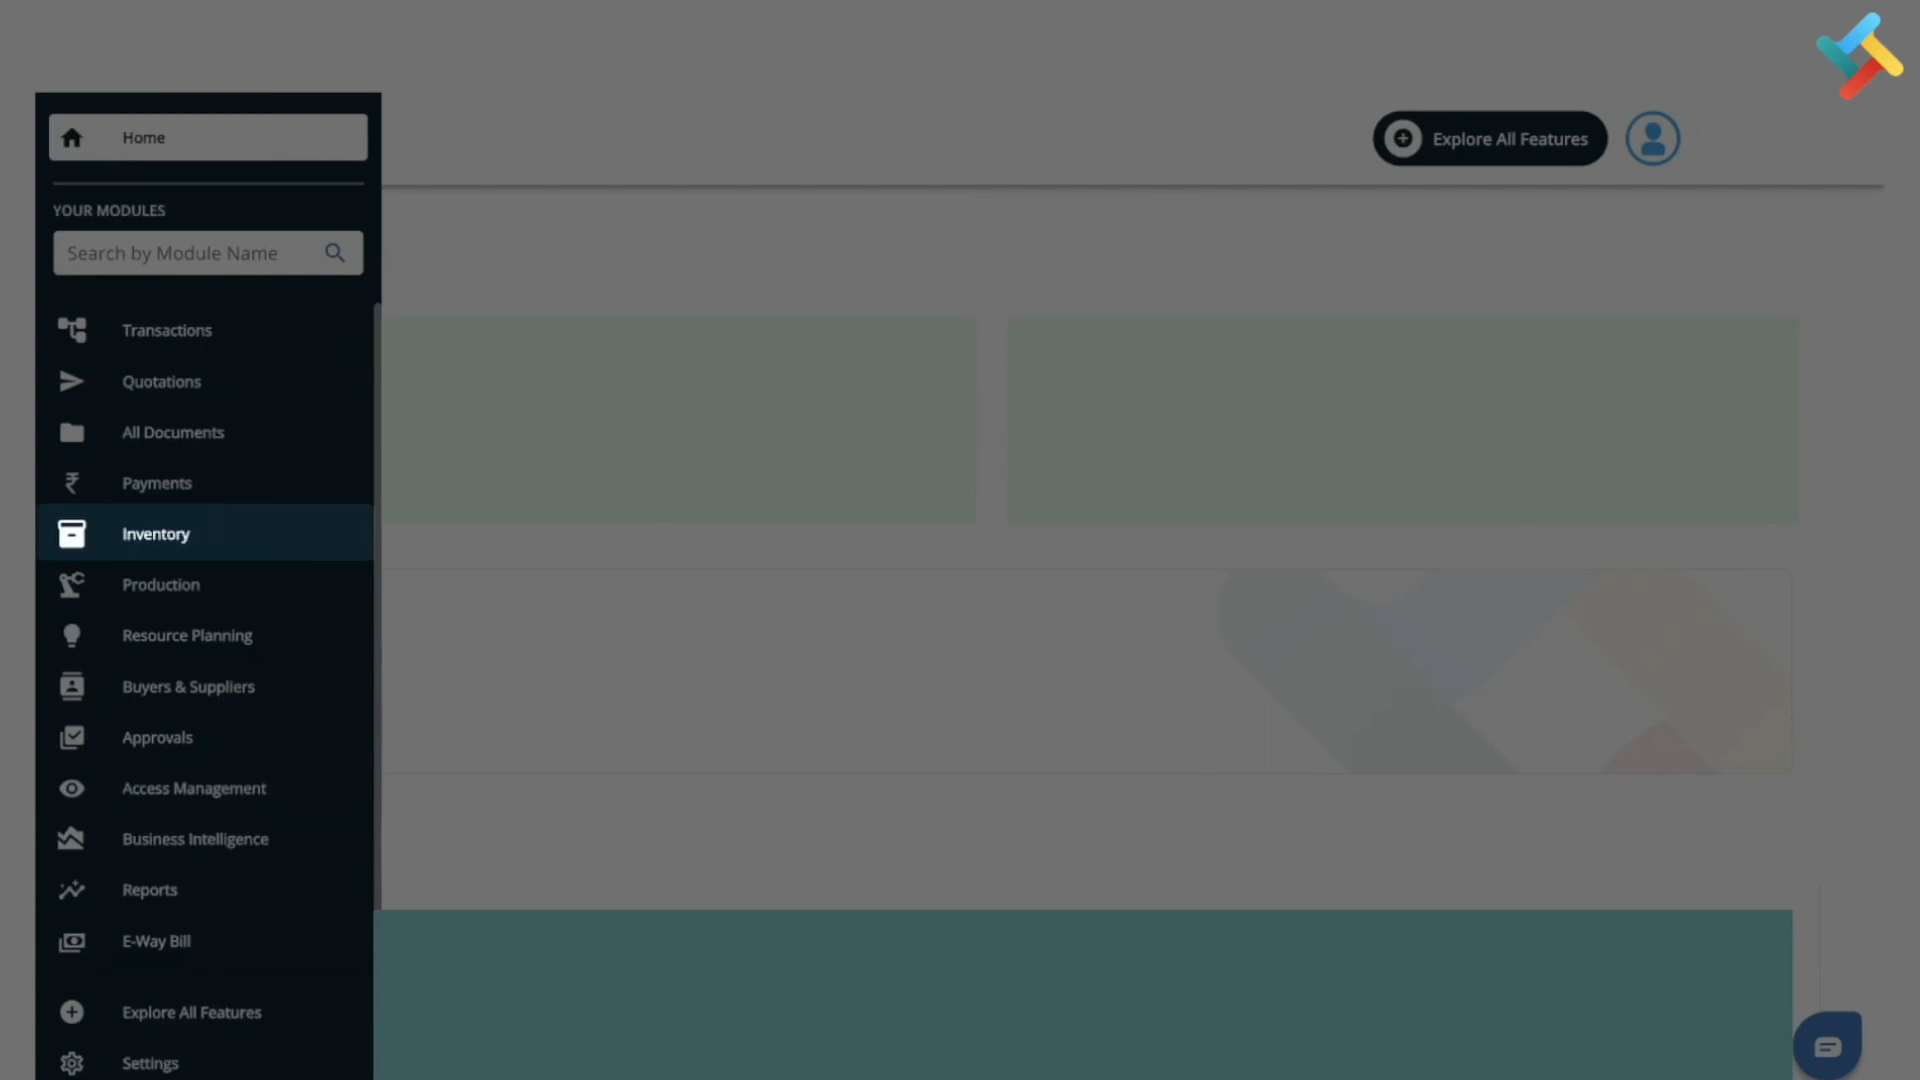 Home
Explore All Features
YOUR MODULES
Search by Module Name
Transactions
Quotations
All Documents
Payments
Inventory
Production
Resource Planning
Buyers & Suppliers
Approvals
Access Management
Business Intelligence
Reports
E-Way Bill
Explore All Features
Settings